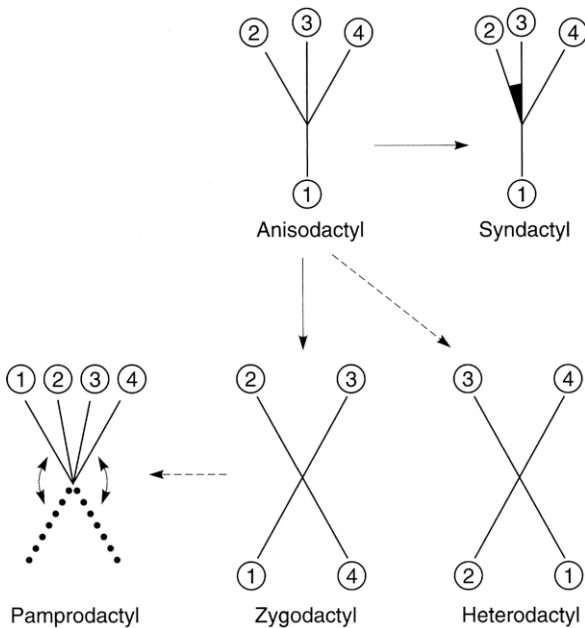 2 3 4 2 3 4
1 1
Anisodactyl Syndactyl
1 2 3 4 2 3 3 4
1 4 2 1
Pamprodactyl Zygodactyl Heterodactyl